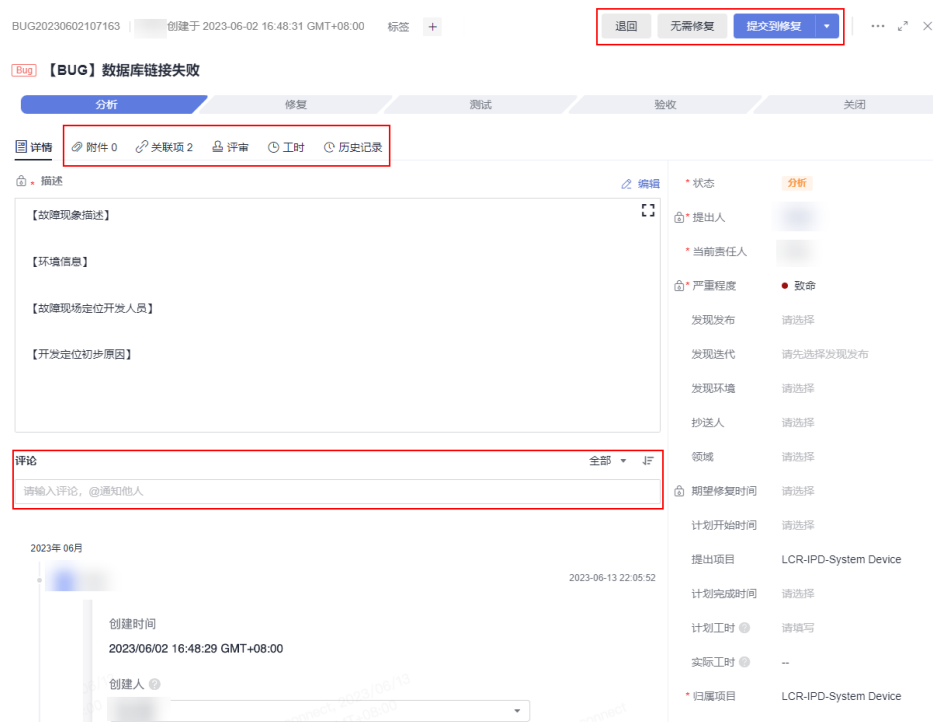 BUG20230602107163 创建于 2023-06-02 16:48:31 GMT+08:00 标签 +
退回 无需修复 提交到修复
Bug 【BUG】数据库链接失败
分析 修复 测试 验收 关闭
详情 附件 0 关联项 2 评审 工时 历史记录
* 描述 编辑
【故障现象描述】
【环境信息】
【故障现场定位开发人员】
【开发定位初步原因】
评论 全部
请输入评论，@通知他人
2023年 06月
2023-06-13 22:05:52
创建时间
2023/06/02 16:48:29 GMT+08:00
创建人
* 状态 分析
* 提出人
* 当前责任人
* 严重程度 致命
发现发布 请选择
发现迭代 请先选择发现发布
发现环境 请选择
抄送人 请选择
领域 请选择
期望修复时间 请选择
计划开始时间 请选择
提出项目 LCR-IPD-System Device
计划完成时间 请选择
计划工时 请填写
实际工时 --
* 归属项目 LCR-IPD-System Device